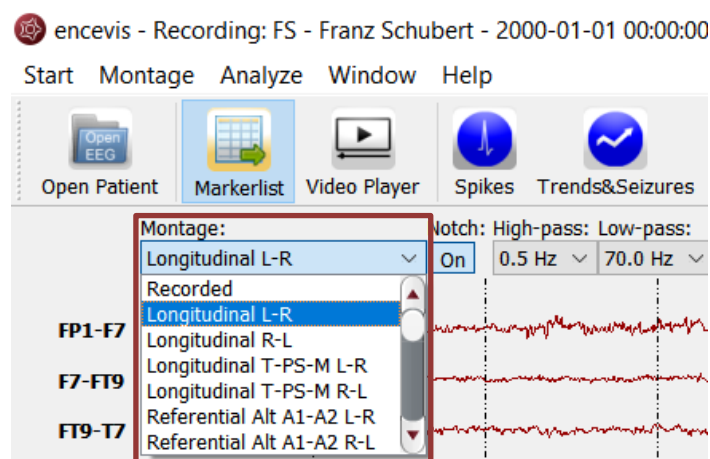 encevis - Recording: FS - Franz Schubert - 2000-01-01 00:00:00
Start Montage Analyze Window Help
Open
EEG
Open Patient Markerlist Video Player Spikes Trends&Seizures
Montage: Notch: High-pass: Low-pass:
Longitudinal L-R On 0.5 Hz 70.0 Hz
Recorded
Longitudinal L-R
FP1-F7
Longitudinal R-L
Longitudinal T-PS-M L-R
F7-FT9
Longitudinal T-PS-M R-L
Referential Alt A1-A2 L-R
FT9-T7
Referential Alt A1-A2 R-L